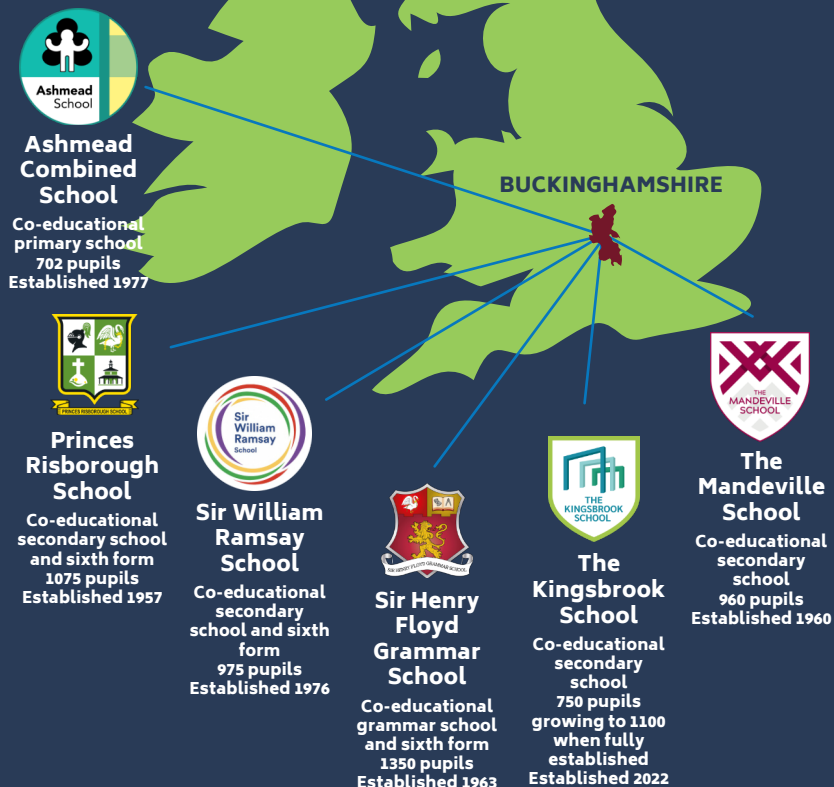 Ashmead
School
Ashmead
Combined
School
Co-educational
primary school
702 pupils
Established 1977
BUCKINGHAMSHIRE
PRINCES RISBOROUGH SCHOOL
Princes
Risborough
School
Co-educational
secondary school
and sixth form
1075 pupils
Established 1957
Sir
William
Ramsay
School
Sir William
Ramsay
School
Co-educational
secondary
school and sixth
form
975 pupils
Established 1976
SIR HENRY FLOYD GRAMMAR SCHOOL
Sir Henry
Floyd
Grammar
School
Co-educational
grammar school
and sixth form
1350 pupils
Established 1963
THE
KINGSBROOK
SCHOOL
The
Kingsbrook
School
Co-educational
secondary
school
750 pupils
growing to 1100
when fully
established
Established 2022
THE
MANDEVILLE
SCHOOL
The
Mandeville
School
Co-educational
secondary
school
960 pupils
Established 1960